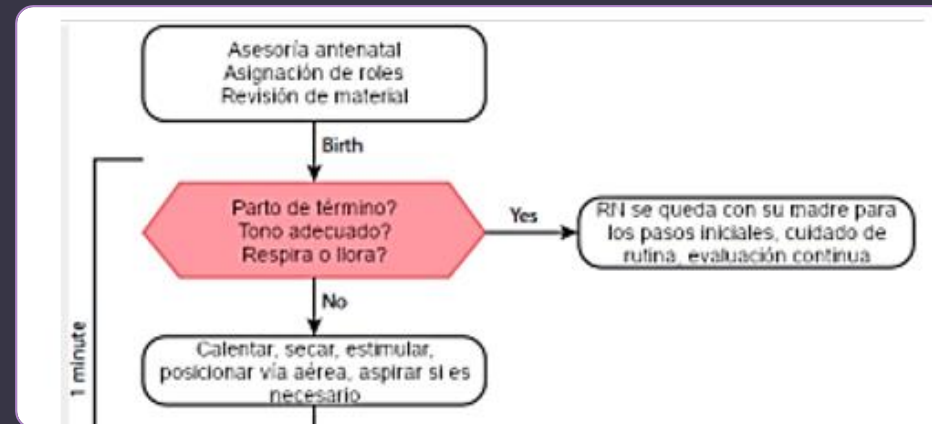 Asesoría antenatal
Asignación de roles
Revisión de material
Birth
Parto de término?
Tono adecuado?
Respira o llora?
Yes
RN se queda con su madre para
los pasos iniciales, cuidado de
rutina, evaluación continua
No
Calentar, secar, estimular,
posicionar vía aérea, aspirar si es
necesario
1 minute